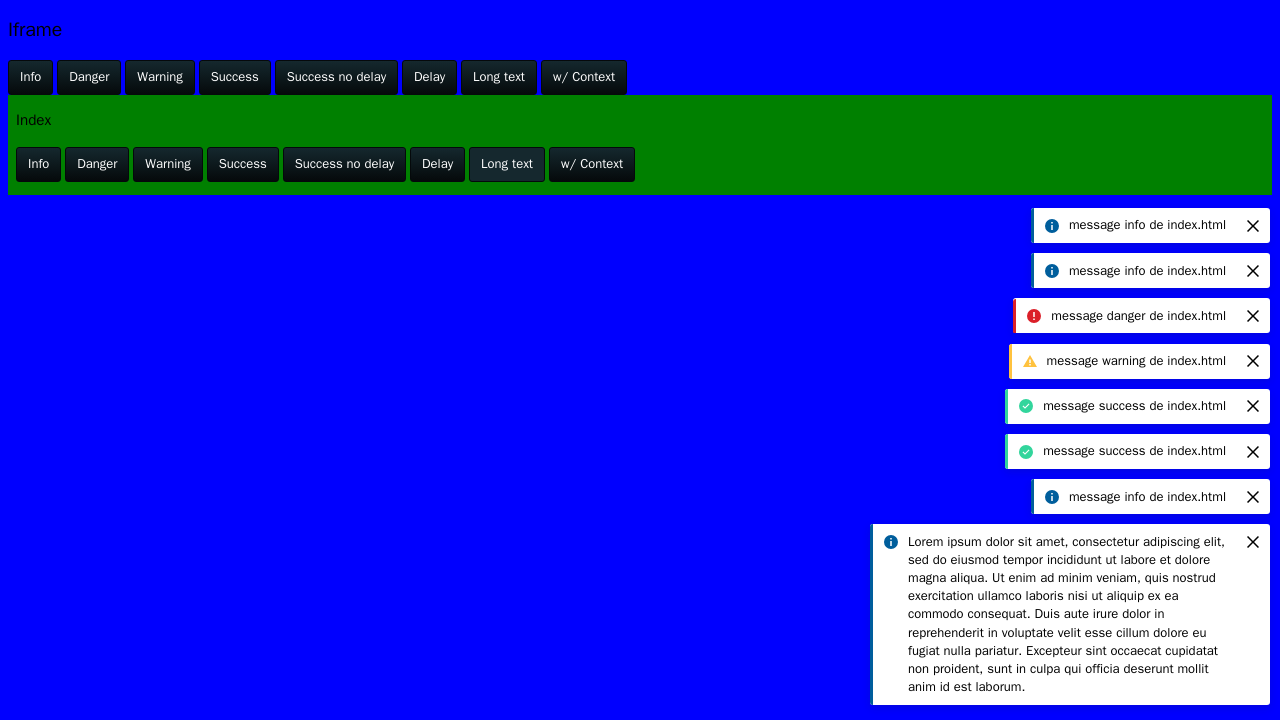 Iframe
Info Danger Warning Success Success no delay Delay Long text w/ Context
Index
Info Danger Warning Success Success no delay Delay Long text w/ Context
message info de index.html
message info de index.html
message danger de index.html
message warning de index.html
message success de index.html
message success de index.html
message info de index.html
Lorem ipsum dolor sit amet, consectetur adipiscing elit,
sed do eiusmod tempor incididunt ut labore et dolore
magna aliqua. Ut enim ad minim veniam, quis nostrud
exercitation ullamco laboris nisi ut aliquip ex ea
commodo consequat. Duis aute irure dolor in
reprehenderit in voluptate velit esse cillum dolore eu
fugiat nulla pariatur. Excepteur sint occaecat cupidatat
non proident, sunt in culpa qui officia deserunt mollit
anim id est laborum.